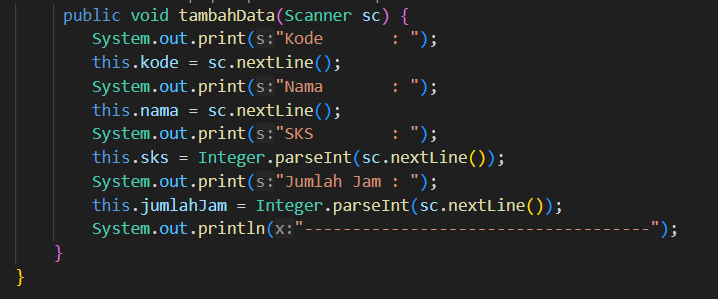 public void tambahData(Scanner sc) {
System.out.print(s:"Kode       : ");
this.kode = sc.nextLine();
System.out.print(s:"Nama       : ");
this.nama = sc.nextLine();
System.out.print(s:"SKS        : ");
this.sks = Integer.parseInt(sc.nextLine());
System.out.print(s:"Jumlah Jam : ");
this.jumlahJam = Integer.parseInt(sc.nextLine());
System.out.println(x:"------------------------------------");
}
}